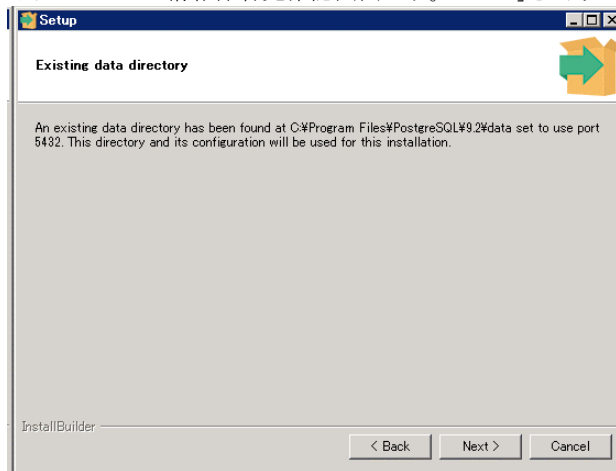 Setup
Existing data directory
An existing data directory has been found at C:¥Program Files¥PostgreSQL¥9.2¥data set to use port
5432. This directory and its configuration will be used for this installation.
InstallBuilder
< Back
Next >
Cancel